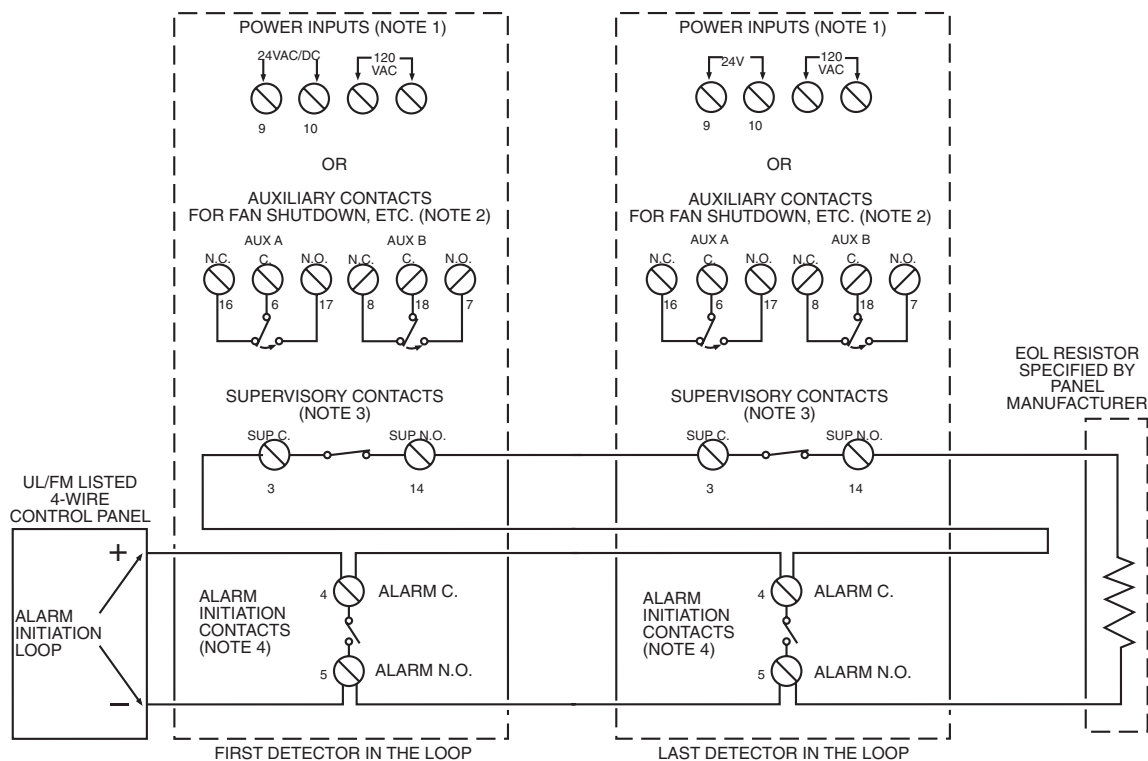 POWER INPUTS (NOTE 1)
24VAC/DC
120
VAC
9 10
OR
AUXILIARY CONTACTS
FOR FAN SHUTDOWN, ETC. (NOTE 2)
AUX A AUX B
N.C. C. N.O. N.C. C. N.O.
16 6 17 8 18 7
SUPERVISORY CONTACTS
(NOTE 3)
SUP C. SUP N.O.
3 14
POWER INPUTS (NOTE 1)
24V
120
VAC
9 10
OR
AUXILIARY CONTACTS
FOR FAN SHUTDOWN, ETC. (NOTE 2)
AUX A AUX B
N.C. C. N.O. N.C. C. N.O.
16 6 17 8 18 7
SUPERVISORY CONTACTS
(NOTE 3)
SUP C. SUP N.O.
3 14
EOL RESISTOR
SPECIFIED BY
PANEL
MANUFACTURER
UL/FM LISTED
4-WIRE
CONTROL PANEL
+
ALARM
INITIATION
LOOP
–
ALARM
INITIATION
CONTACTS
(NOTE 4)
4 ALARM C.
5 ALARM N.O.
FIRST DETECTOR IN THE LOOP
ALARM
INITIATION
CONTACTS
(NOTE 4)
4 ALARM C.
5 ALARM N.O.
LAST DETECTOR IN THE LOOP